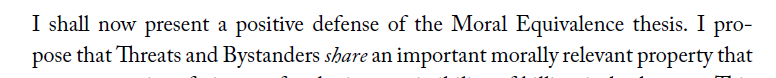 I shall now present a positive defense of the Moral Equivalence thesis. I pro-
pose that Threats and Bystanders share an important morally relevant property that